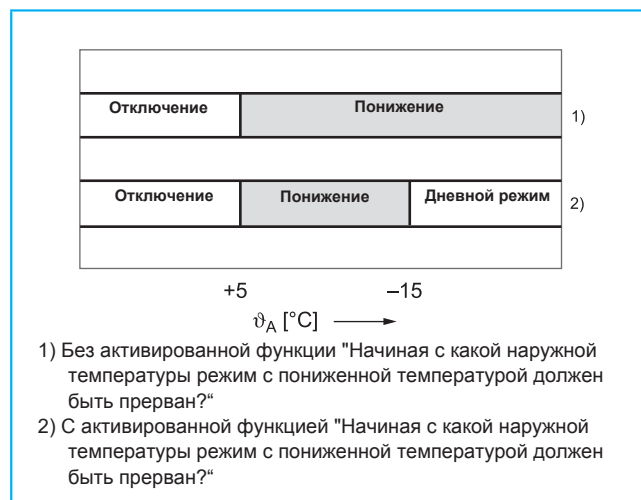 Отключение Понижение 1)
Отключение Понижение Дневной режим 2)
+5 –15
ϑA [°C]
1) Без активированной функции "Начиная с какой наружной
температуры режим с пониженной температурой должен
быть прерван?“
2) С активированной функцией "Начиная с какой наружной
температуры режим с пониженной температурой должен
быть прерван?“